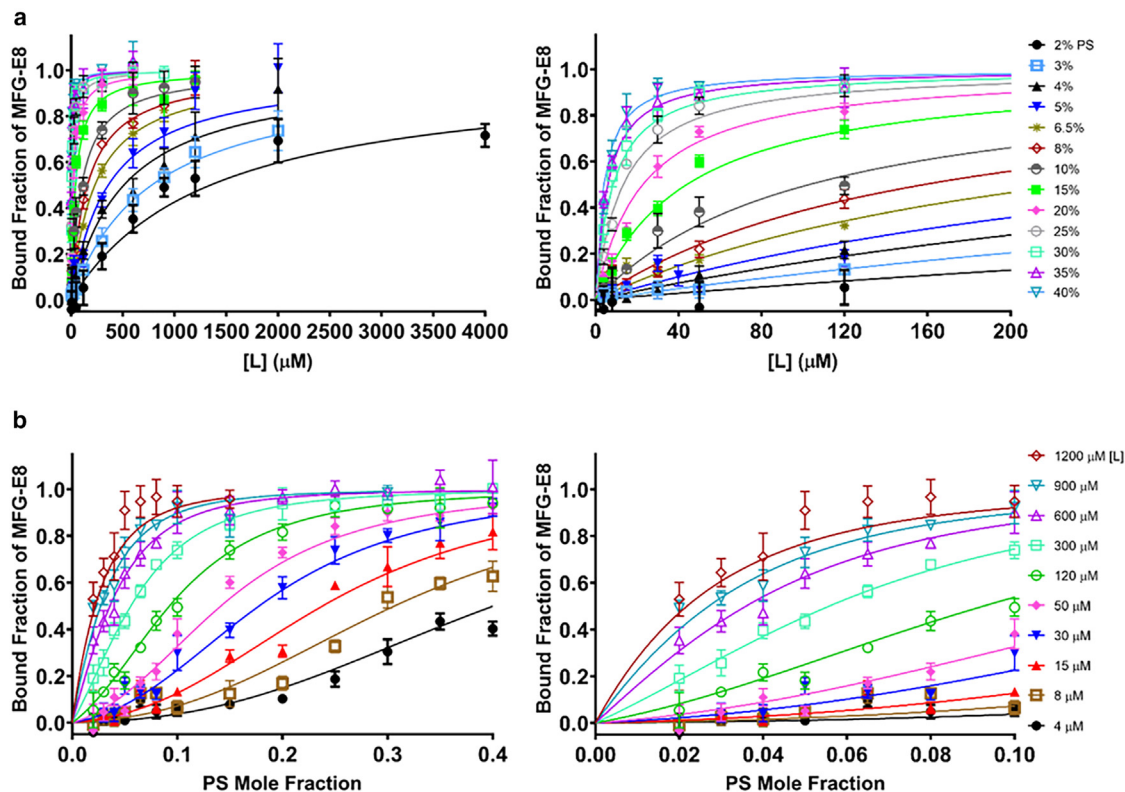 a
Bound Fraction of MFG-E8
1.0
0.8
0.6
0.4
0.2
0.0
0 500 1000 1500 2000 2500 3000 3500 4000
[L] (μM)
Bound Fraction of MFG-E8
1.0
0.8
0.6
0.4
0.2
0.0
0 40 80 120 160 200
[L] (μM)
2% PS
3%
4%
5%
6.5%
8%
10%
15%
20%
25%
30%
35%
40%
b
Bound Fraction of MFG-E8
1.0
0.8
0.6
0.4
0.2
0.0
0.0 0.1 0.2 0.3 0.4
PS Mole Fraction
Bound Fraction of MFG-E8
1.0
0.8
0.6
0.4
0.2
0.0
0.00 0.02 0.04 0.06 0.08 0.10
PS Mole Fraction
1200 μM [L]
900 μM
600 μM
300 μM
120 μM
50 μM
30 μM
15 μM
8 μM
4 μM